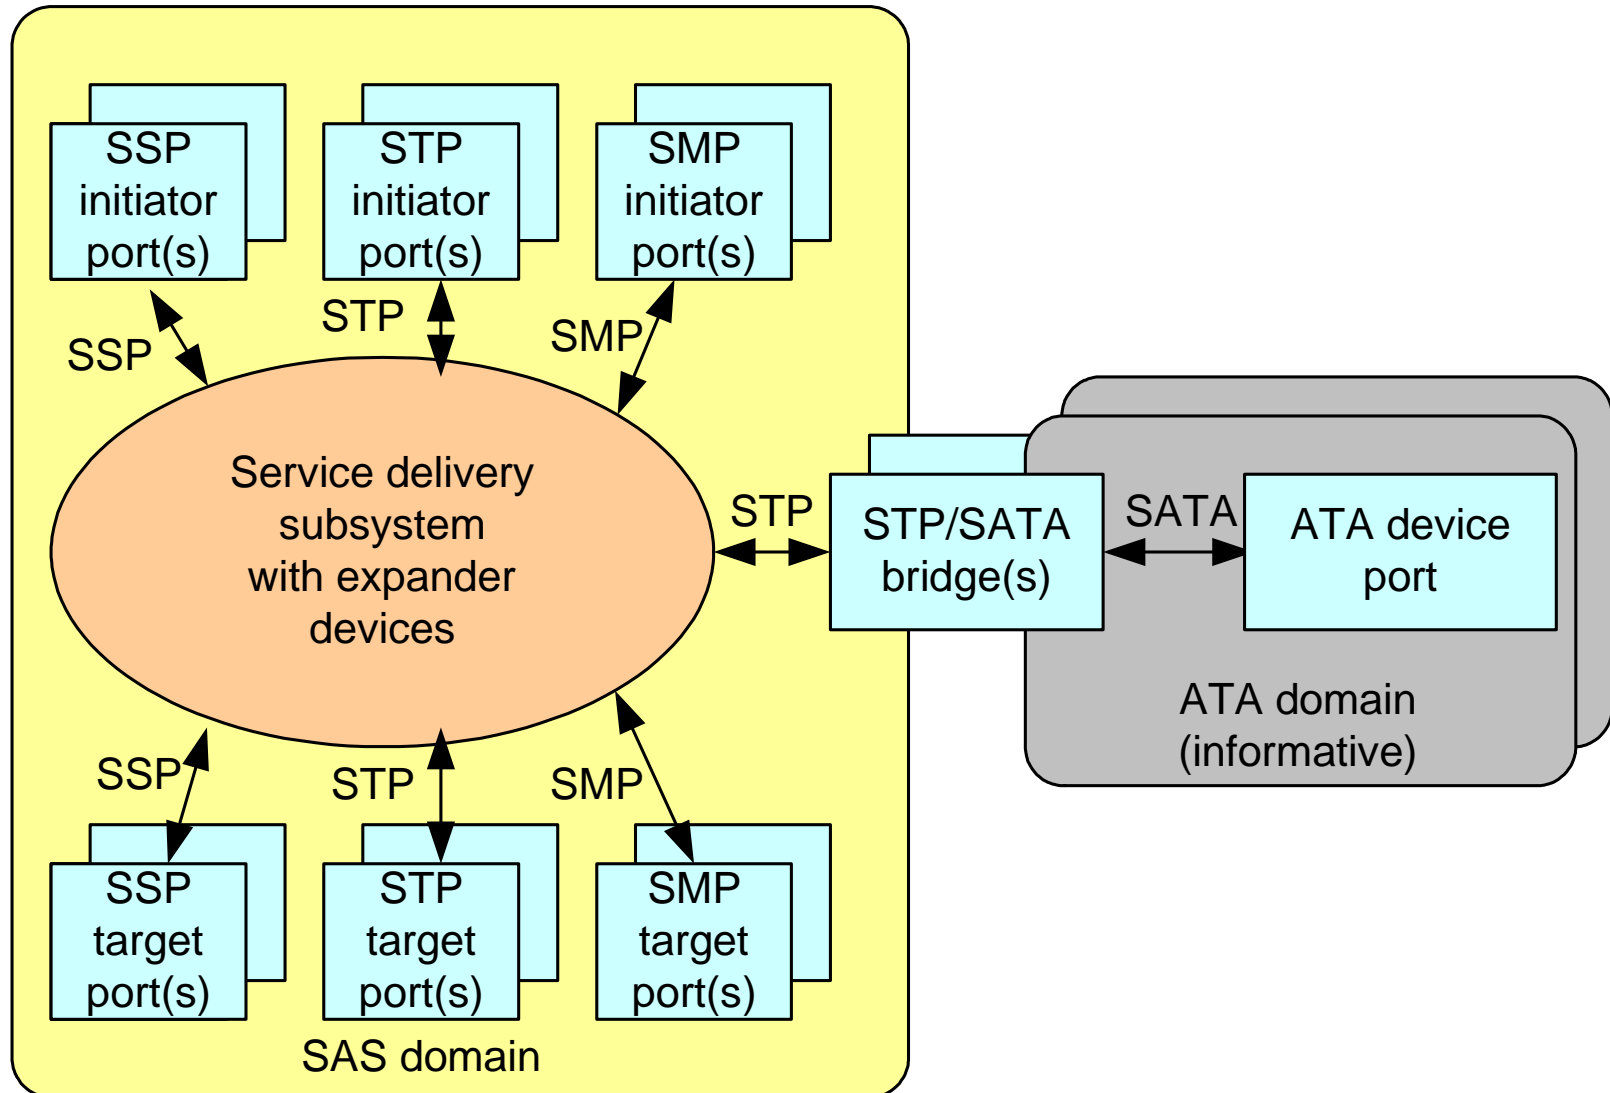 SSP
initiator
port(s)
STP
initiator
port(s)
SMP
initiator
port(s)
SSP
STP
SMP
Service delivery
subsystem
with expander
devices
STP
STP/SATA
bridge(s)
SATA
ATA device
port
ATA domain
(informative)
SSP
STP
SMP
SSP
target
port(s)
STP
target
port(s)
SMP
target
port(s)
SAS domain